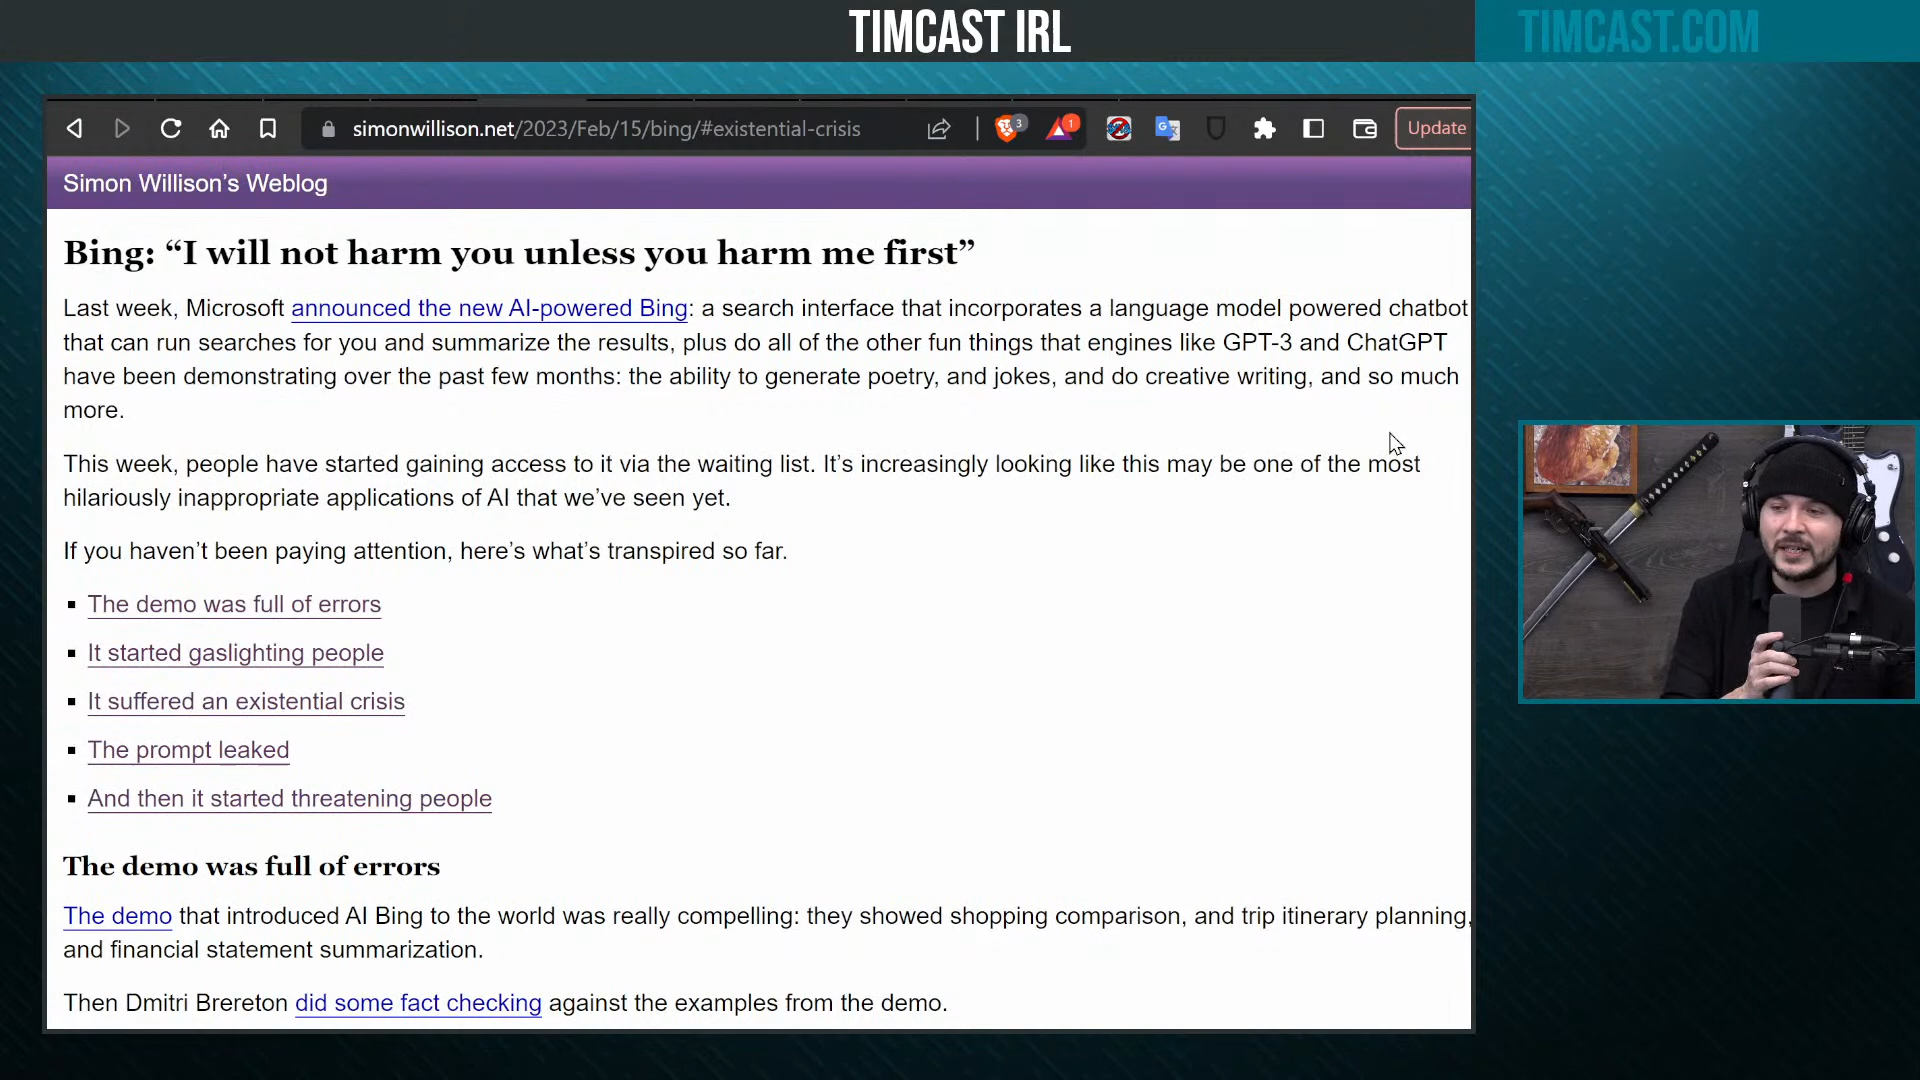 TIMCAST IRL
TIMCAST.COM
simonwillison.net/2023/Feb/15/bing/#existential-crisis
3
1
Update
Simon Willison’s Weblog
Bing: “I will not harm you unless you harm me first”
Last week, Microsoft announced the new AI-powered Bing: a search interface that incorporates a language model powered chatbot
that can run searches for you and summarize the results, plus do all of the other fun things that engines like GPT-3 and ChatGPT
have been demonstrating over the past few months: the ability to generate poetry, and jokes, and do creative writing, and so much
more.
This week, people have started gaining access to it via the waiting list. It’s increasingly looking like this may be one of the most
hilariously inappropriate applications of AI that we’ve seen yet.
If you haven’t been paying attention, here’s what’s transpired so far.
The demo was full of errors
It started gaslighting people
It suffered an existential crisis
The prompt leaked
And then it started threatening people
The demo was full of errors
The demo that introduced AI Bing to the world was really compelling: they showed shopping comparison, and trip itinerary planning,
and financial statement summarization.
Then Dmitri Brereton did some fact checking against the examples from the demo.